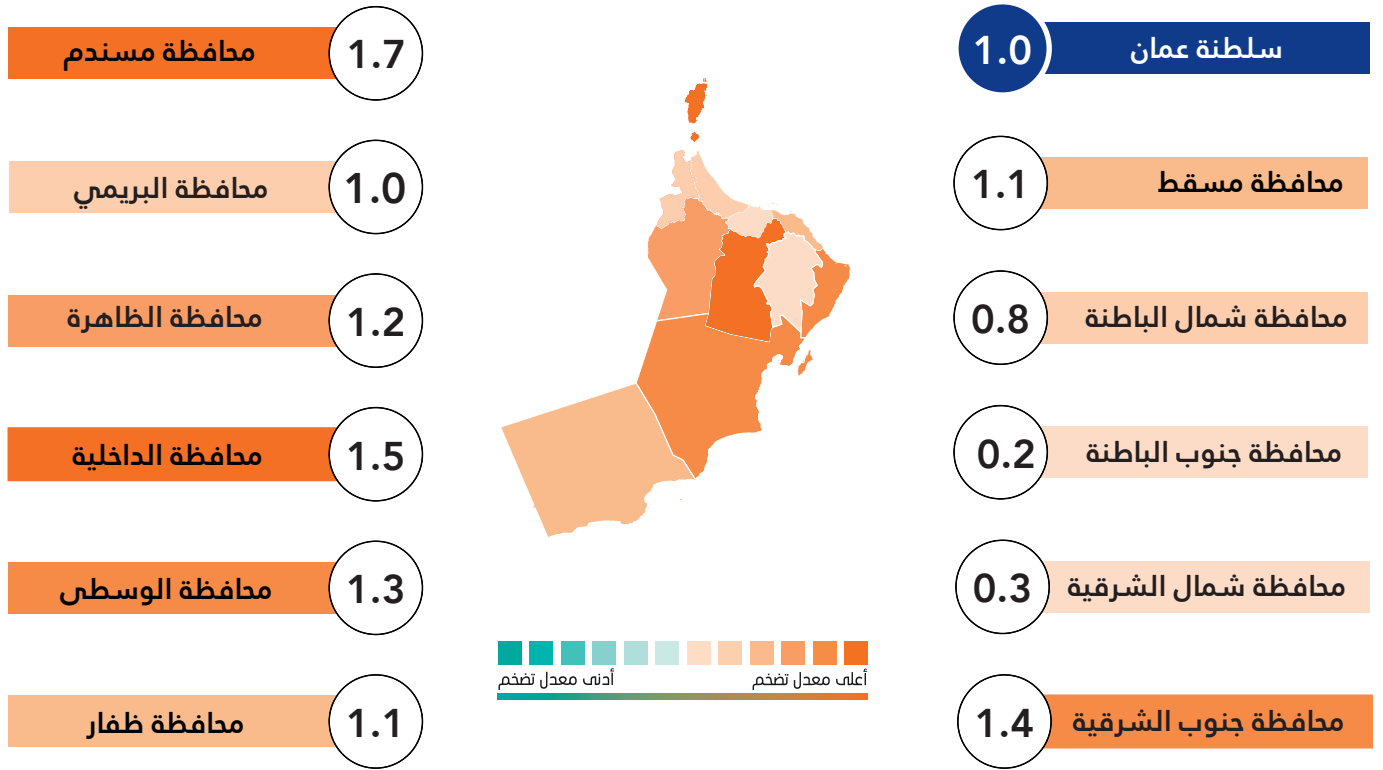 سلطنة عمان
1.0
محافظة مسقط
1.1
محافظة شمال الباطنة
0.8
محافظة جنوب الباطنة
0.2
محافظة شمال الشرقية
0.3
محافظة جنوب الشرقية
1.4
محافظة مسندم
1.7
محافظة البريمي
1.0
محافظة الظاهرة
1.2
محافظة الداخلية
1.5
محافظة الوسطى
1.3
محافظة ظفار
1.1
أعلى معدل تضخم
أدنى معدل تضخم